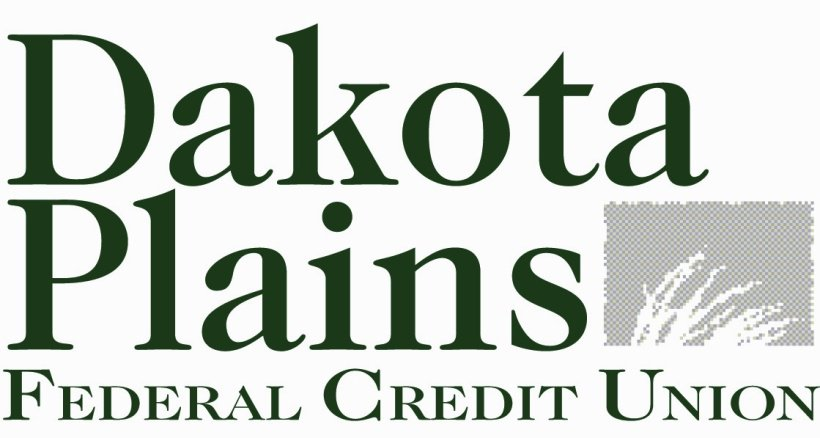 Dakota
Plains
FEDERAL CREDIT UNION